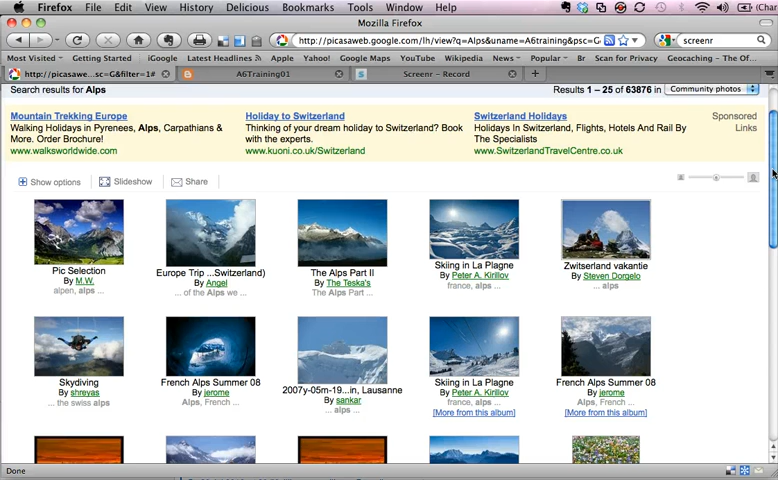 Firefox File Edit View History Delicious Bookmarks Tools Window Help
Mozilla Firefox
http://picasaweb.google.com/lh/view?q=Alps&uname=A6training&psc=G
screenr
Most Visited Getting Started iGoogle Latest Headlines Apple Yahoo! Google Maps YouTube Wikipedia News Popular Br Scan for Privacy Geocaching - The Of...
http://picasawe...sc=G&filter=1# A6Training01 Screenr - Record
Search results for Alps Results 1 – 25 of 63876 in Community photos
Mountain Trekking Europe
Walking Holidays in Pyrenees, Alps, Carpathians &
More. Order Brochure!
www.walksworldwide.com
Holiday to Switzerland
Thinking of your dream holiday to Switzerland? Book
with the experts.
www.kuoni.co.uk/Switzerland
Switzerland Holidays
Holidays In Switzerland, Flights, Hotels And Rail By
The Specialists
www.SwitzerlandTravelCentre.co.uk
Sponsored
Links
Show options Slideshow Share
Pic Selection
By M.W.
alpen, alps ...
Europe Trip ...Switzerland)
By Angel
... of the Alps we ...
The Alps Part II
By The Teska's
The Alps Part ...
Skiing in La Plagne
By Peter A. Kirillov
france, alps ...
Zwitserland vakantie
By Steven Dorgelo
... alps
Skydiving
By shreyas
... the swiss alps
French Alps Summer 08
By jerome
Alps, French ...
2007y-05m-19...in, Lausanne
By sankar
... alps ...
Skiing in La Plagne
By Peter A. Kirillov
france, alps ...
[More from this album]
French Alps Summer 08
By jerome
Alps, French ...
[More from this album]
Done